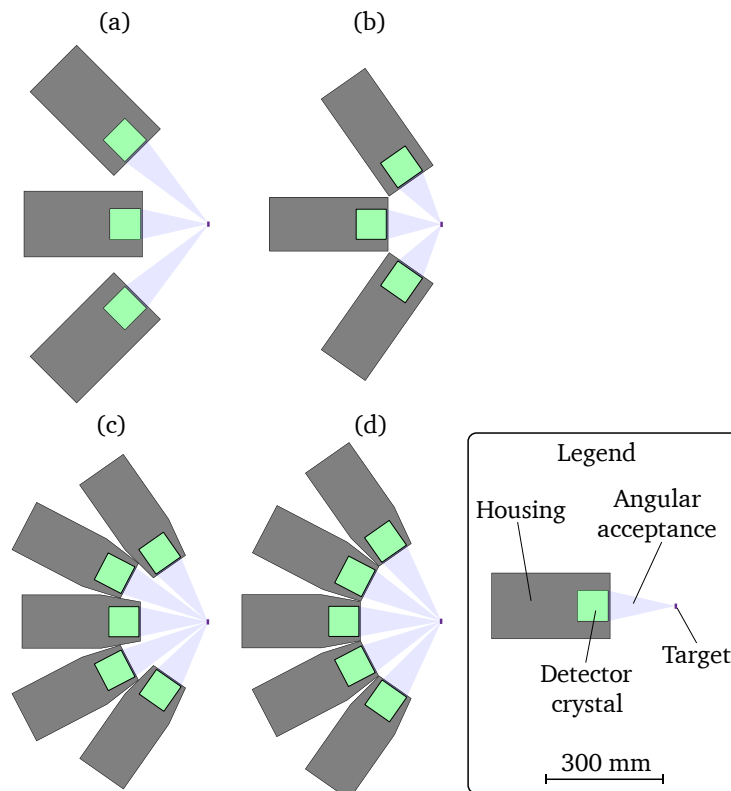 (a)
(b)
(c)
(d)
Legend
Housing
Angular
acceptance
Detector
crystal
Target
300 mm